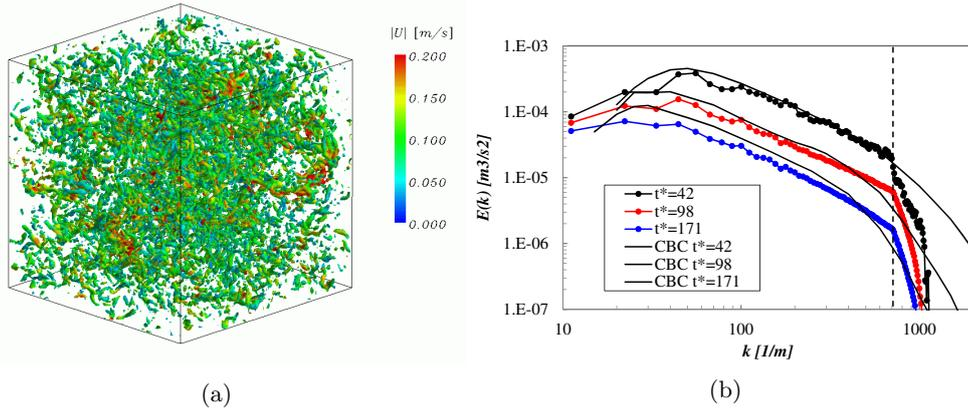 |U| [m/s]
0.200
0.150
0.100
0.050
0.000
(a)
1.E-03
1.E-04
1.E-05
1.E-06
1.E-07
E(k) [m3/s2]
t*=42
t*=98
t*=171
CBC t*=42
CBC t*=98
CBC t*=171
10
100
1000
k [1/m]
(b)